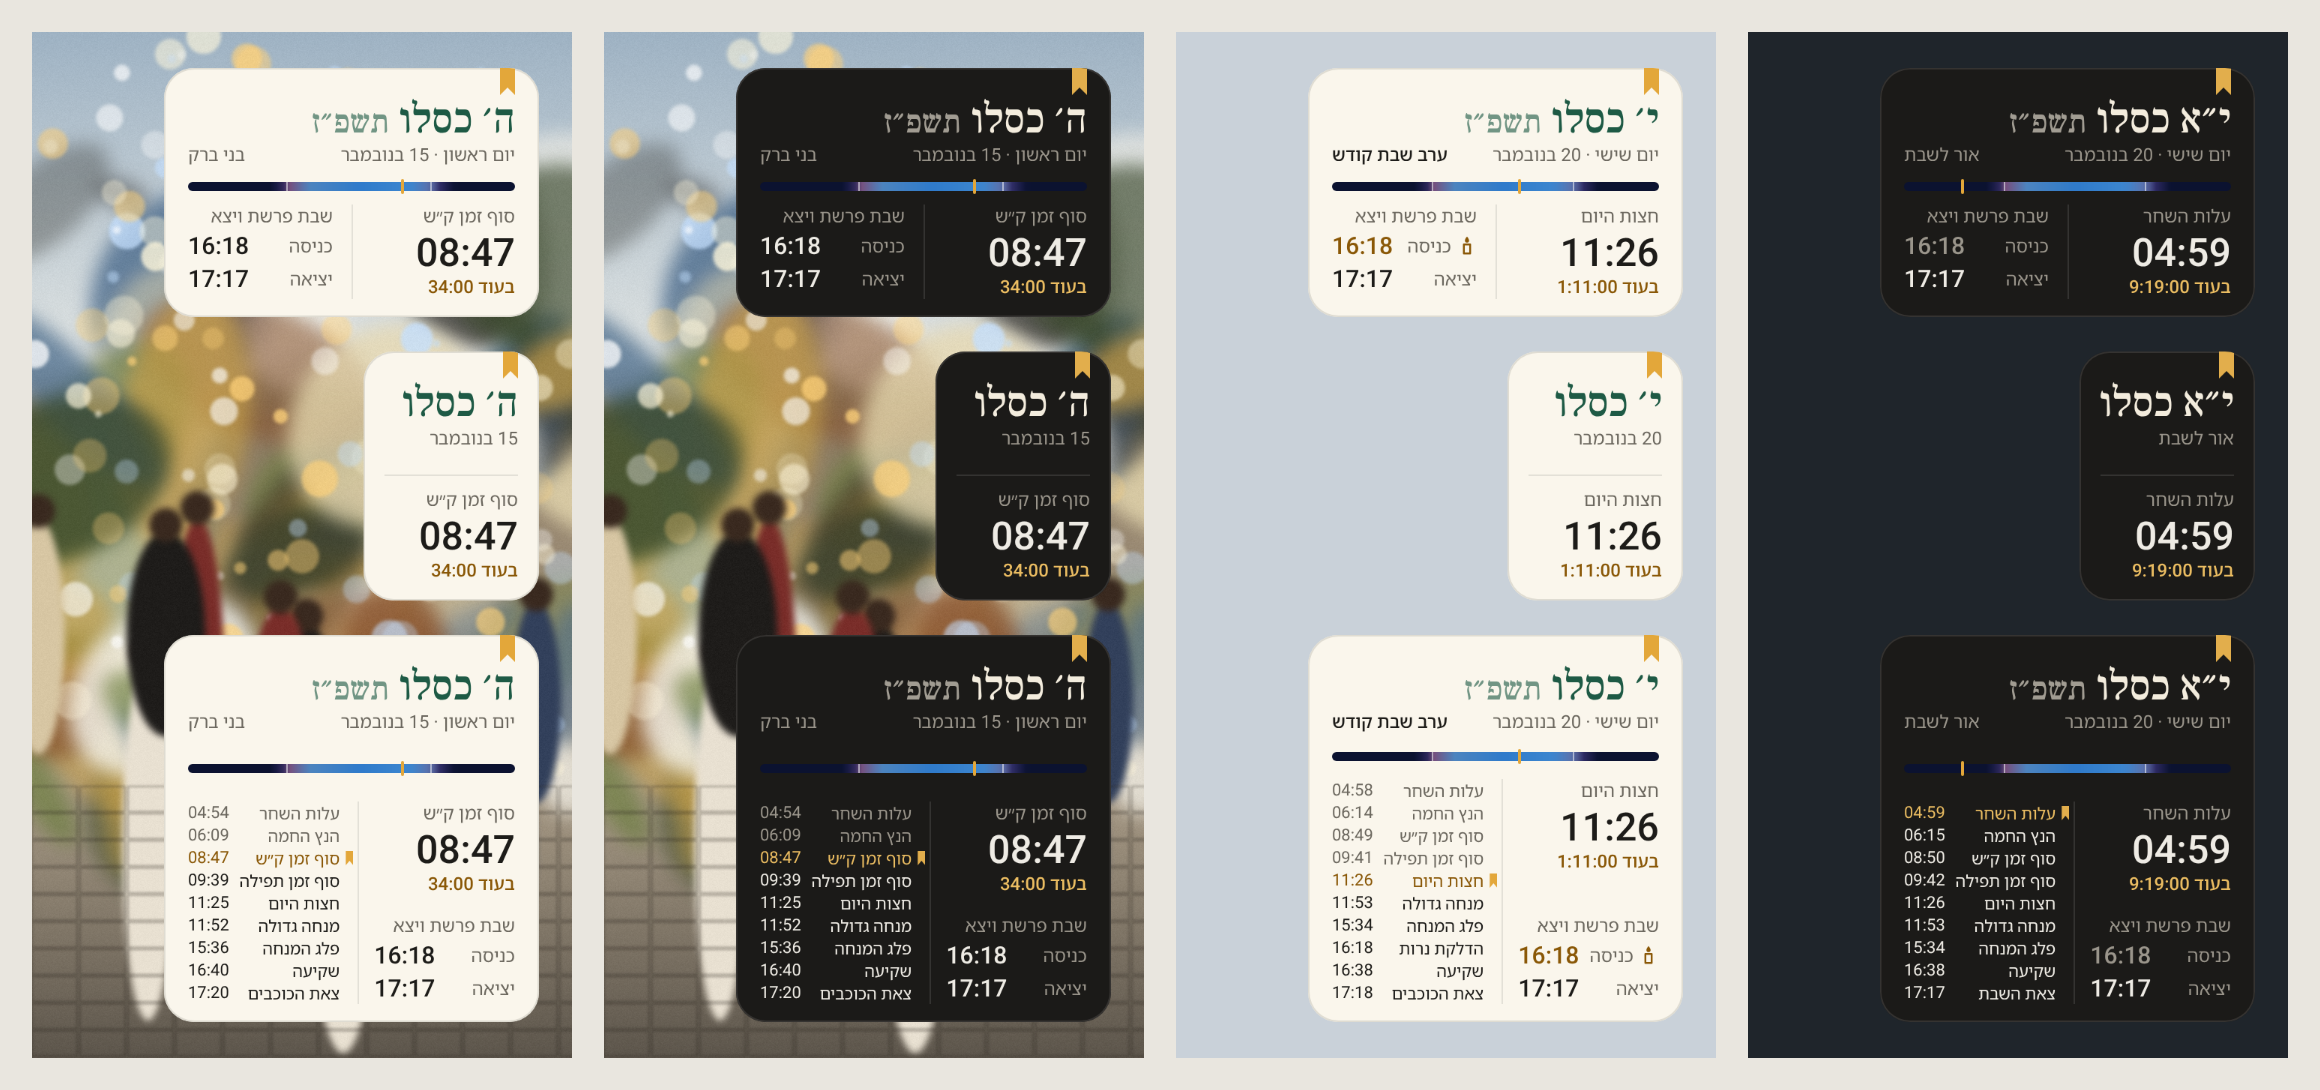 ה׳ כסלו תשפ״ז
יום ראשון · 15 בנובמבר
בני ברק
סוף זמן ק״ש
08:47
בעוד 34:00
שבת פרשת ויצא
כניסה 16:18
יציאה 17:17
ה׳ כסלו
15 בנובמבר
סוף זמן ק״ש
08:47
בעוד 34:00
ה׳ כסלו תשפ״ז
יום ראשון · 15 בנובמבר
בני ברק
סוף זמן ק״ש
08:47
בעוד 34:00
שבת פרשת ויצא
כניסה 16:18
יציאה 17:17
עלות השחר 04:54
הנץ החמה 06:09
סוף זמן ק״ש 08:47
סוף זמן תפילה 09:39
חצות היום 11:25
מנחה גדולה 11:52
פלג המנחה 15:36
שקיעה 16:40
צאת הכוכבים 17:20
ה׳ כסלו תשפ״ז
יום ראשון · 15 בנובמבר
בני ברק
סוף זמן ק״ש
08:47
בעוד 34:00
שבת פרשת ויצא
כניסה 16:18
יציאה 17:17
ה׳ כסלו
15 בנובמבר
סוף זמן ק״ש
08:47
בעוד 34:00
ה׳ כסלו תשפ״ז
יום ראשון · 15 בנובמבר
בני ברק
סוף זמן ק״ש
08:47
בעוד 34:00
שבת פרשת ויצא
כניסה 16:18
יציאה 17:17
עלות השחר 04:54
הנץ החמה 06:09
סוף זמן ק״ש 08:47
סוף זמן תפילה 09:39
חצות היום 11:25
מנחה גדולה 11:52
פלג המנחה 15:36
שקיעה 16:40
צאת הכוכבים 17:20
י׳ כסלו תשפ״ז
יום שישי · 20 בנובמבר
ערב שבת קודש
חצות היום
11:26
בעוד 1:11:00
שבת פרשת ויצא
כניסה 16:18
יציאה 17:17
י׳ כסלו
20 בנובמבר
חצות היום
11:26
בעוד 1:11:00
י׳ כסלו תשפ״ז
יום שישי · 20 בנובמבר
ערב שבת קודש
חצות היום
11:26
בעוד 1:11:00
שבת פרשת ויצא
כניסה 16:18
יציאה 17:17
עלות השחר 04:58
הנץ החמה 06:14
סוף זמן ק״ש 08:49
סוף זמן תפילה 09:41
חצות היום 11:26
מנחה גדולה 11:53
פלג המנחה 15:34
הדלקת נרות 16:18
שקיעה 16:38
צאת הכוכבים 17:18
י״א כסלו תשפ״ז
יום שישי · 20 בנובמבר
אור לשבת
עלות השחר
04:59
בעוד 9:19:00
שבת פרשת ויצא
כניסה 16:18
יציאה 17:17
י״א כסלו
אור לשבת
עלות השחר
04:59
בעוד 9:19:00
י״א כסלו תשפ״ז
יום שישי · 20 בנובמבר
אור לשבת
עלות השחר
04:59
בעוד 9:19:00
שבת פרשת ויצא
כניסה 16:18
יציאה 17:17
עלות השחר 04:59
הנץ החמה 06:15
סוף זמן ק״ש 08:50
סוף זמן תפילה 09:42
חצות היום 11:26
מנחה גדולה 11:53
פלג המנחה 15:34
שקיעה 16:38
צאת השבת 17:17